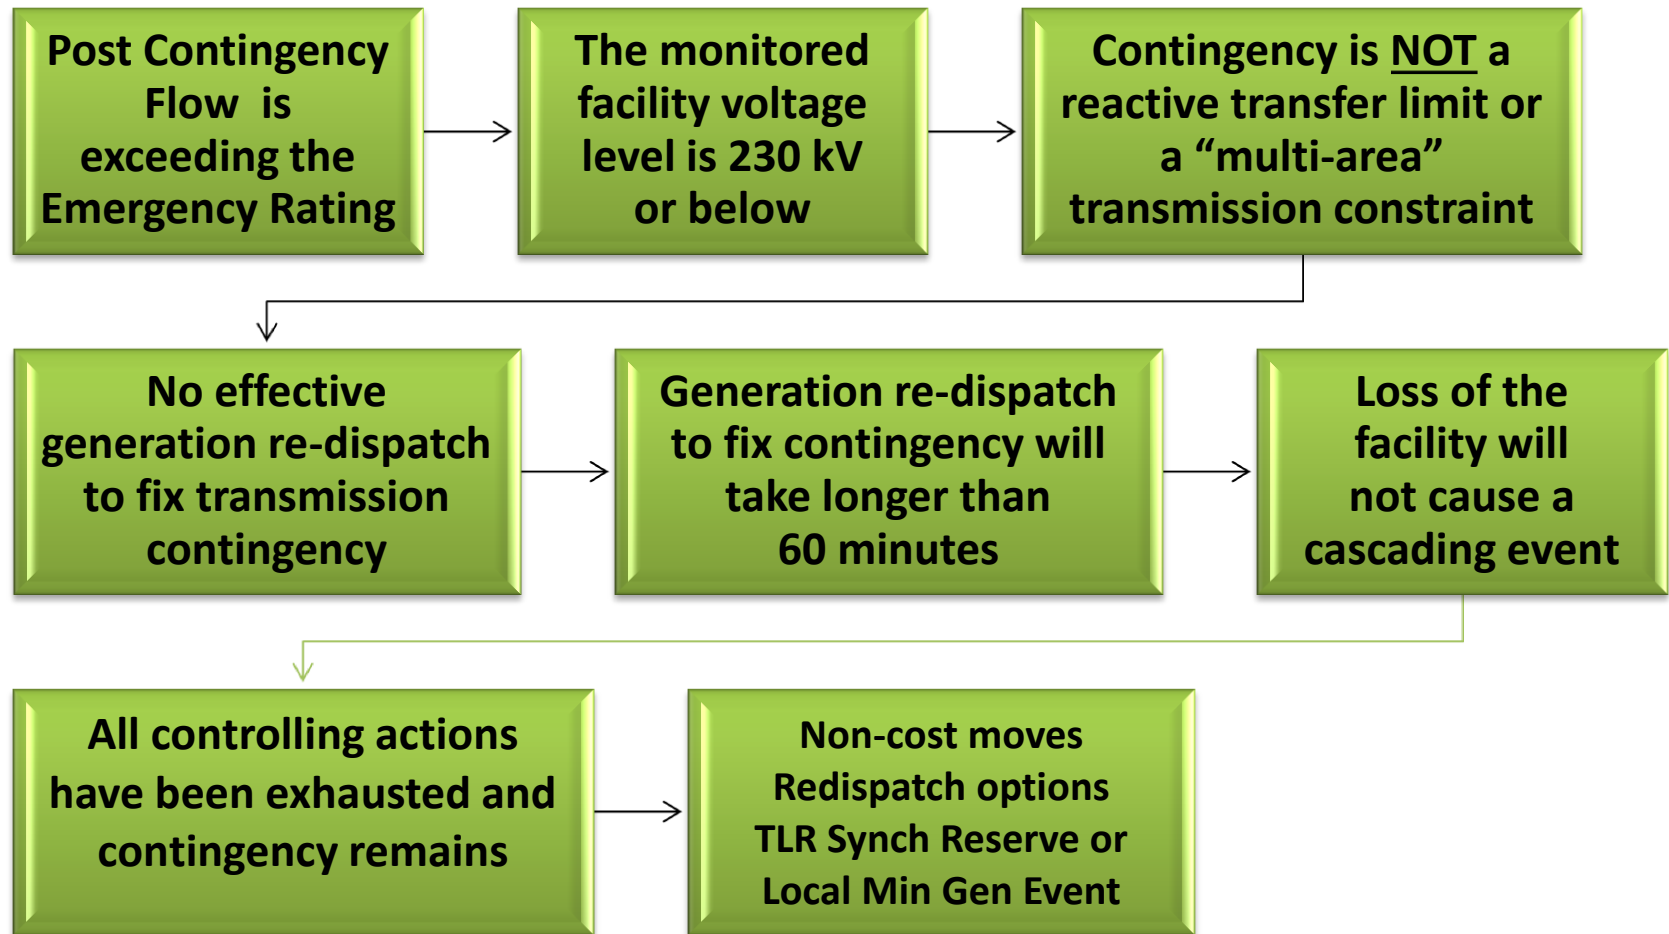 Post Contingency
Flow is
exceeding the
Emergency Rating
The monitored
facility voltage
level is 230 kV
or below
Contingency is NOT a
reactive transfer limit or
a “multi-area”
transmission constraint
No effective
generation re-dispatch
to fix transmission
contingency
Generation re-dispatch
to fix contingency will
take longer than
60 minutes
Loss of the
facility will
not cause a
cascading event
All controlling actions
have been exhausted and
contingency remains
Non-cost moves
Redispatch options
TLR Synch Reserve or
Local Min Gen Event